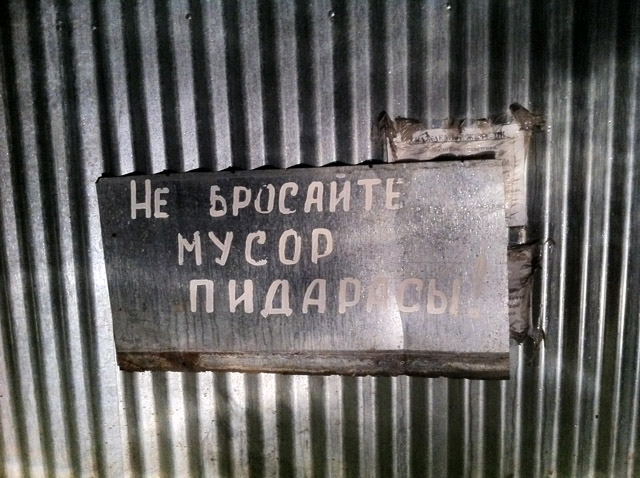 Не бросайте
мусор
пидарасы!